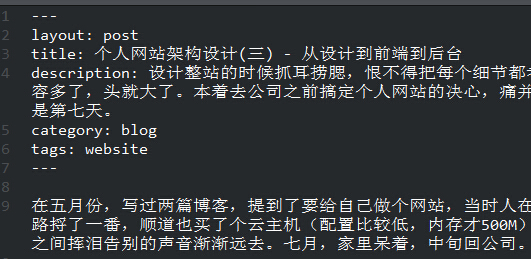 1 ---
2 layout: post
3 title: 个人网站架构设计(三) - 从设计到前端到后台
4 description: 设计整站的时候抓耳捞腮，恨不得把每个细节都
容多了，头就大了。本着去公司之前搞定个人网站的决心，痛并
是第七天。
5 category: blog
6 tags: website
7 ---
8
9 在五月份，写过两篇博客，提到了要给自己做个网站，当时人在
路捋了一番，顺道也买了个云主机（配置比较低，内存才500M）
之间挥泪告别的声音渐渐远去。七月，家里呆着，中旬回公司。